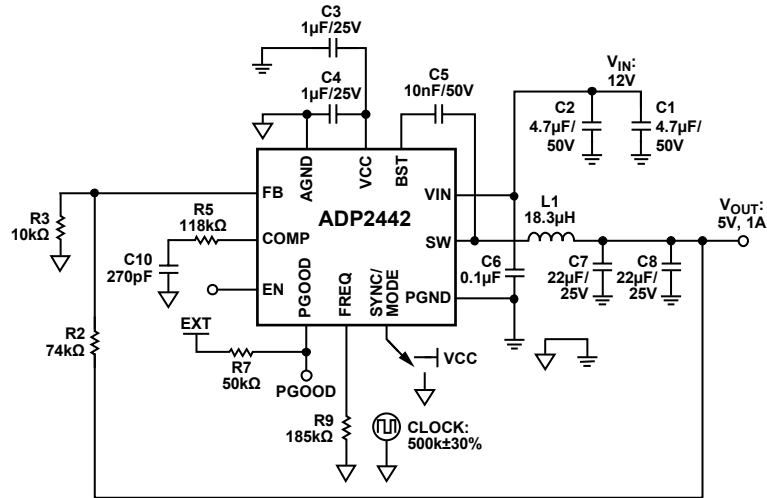 C3
1µF/25V
C4
1µF/25V
C5
10nF/50V
V_IN:
12V
C2
4.7µF/
50V
C1
4.7µF/
50V
AGND
VCC
BST
FB
VIN
ADP2442
R3
10kΩ
R5
118kΩ
COMP
SW
L1
18.3µH
V_OUT:
5V, 1A
C10
270pF
EN
PGOOD
FREQ
SYNC/
MODE
PGND
C6
0.1µF
C7
22µF/
25V
C8
22µF/
25V
EXT
R2
74kΩ
R7
50kΩ
PGOOD
VCC
R9
185kΩ
CLOCK:
500k±30%